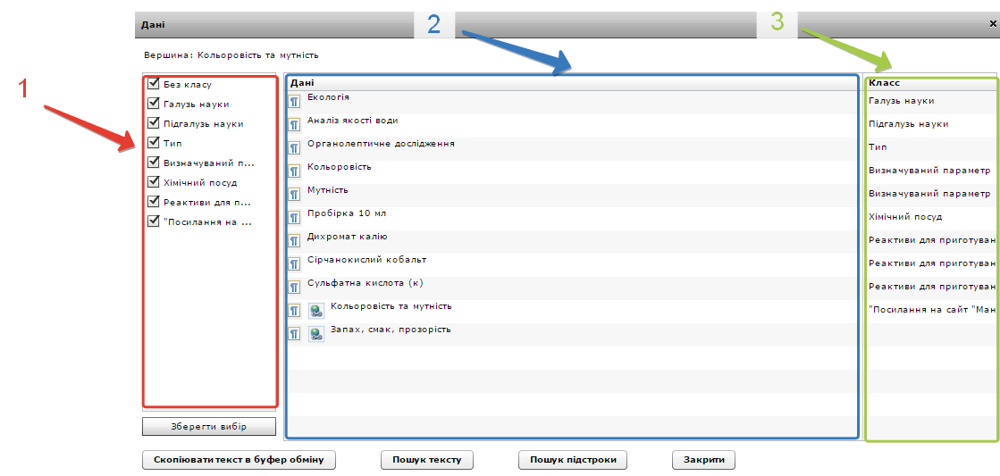 Дані
2
3
Вершина: Кольоровість та мутність
1
Без класу
Галузь науки
Підгалузь науки
Тип
Визначуваний п...
Хімічний посуд
Реактиви для п...
"Посилання на ...
Зберегти вибір
Дані
Екологія
Аналіз якості води
Органолептичне дослідження
Кольоровість
Мутність
Пробірка 10 мл
Дихромат калію
Сірчанокислий кобальт
Сульфатна кислота (к)
Кольоровість та мутність
Запах, смак, прозорість
Класс
Галузь науки
Підгалузь науки
Тип
Визначуваний параметр
Визначуваний параметр
Хімічний посуд
Реактиви для приготуван
Реактиви для приготуван
Реактиви для приготуван
"Посилання на сайт "Ман
Скопіювати текст в буфер обміну
Пошук тексту
Пошук підстроки
Закрити